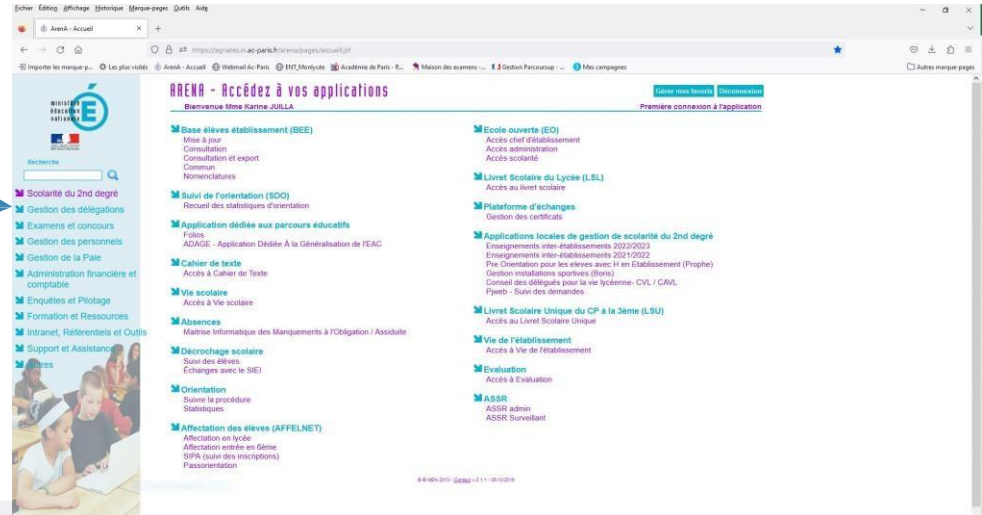 Fichier Édition Affichage Historique Marque-pages Outils Aide
ArenA - Accueil
https://agriates.in.ac-paris.fr/arena/pages/accueil.jsf
Importer les marque-p... Les plus visités ArenA - Accueil Webmail Ac-Paris ENT_Monlycée Académie de Paris - R... Maison des examens -... Gestion Parcoursup - ... Mes campagnes Autres marque-pages
ministère
éducation
nationale
Recherche
Scolarité du 2nd degré
Gestion des délégations
Examens et concours
Gestion des personnels
Gestion de la Paie
Administration financière et
comptable
Enquêtes et Pilotage
Formation et Ressources
Intranet, Référentiels et Outils
Support et Assistance
Autres
ARENA - Accédez à vos applications
Gérer mes favoris Déconnexion
Bienvenue Mme Karine JUILLA
Première connexion à l'application
Base élèves établissement (BEE)
Mise à jour
Consultation
Consultation et export
Commun
Nomenclatures
Suivi de l'orientation (SDO)
Recueil des statistiques d'orientation
Application dédiée aux parcours éducatifs
Folios
ADAGE - Application Dédiée À la Généralisation de l'EAC
Cahier de texte
Accès à Cahier de Texte
Vie scolaire
Accès à Vie scolaire
Absences
Maitrise Informatique des Manquements à l'Obligation / Assiduite
Décrochage scolaire
Suivi des élèves
Échanges avec le SIEI
Orientation
Suivre la procédure
Statistiques
Affectation des élèves (AFFELNET)
Affectation en lycée
Affectation entrée en 6ème
SIPA (suivi des inscriptions)
Passorientation
Ecole ouverte (EO)
Accès chef d'établissement
Accès administration
Accès scolarité
Livret Scolaire du Lycée (LSL)
Accès au livret scolaire
Plateforme d'échanges
Gestion des certificats
Applications locales de gestion de scolarité du 2nd degré
Enseignements inter-établissements 2022/2023
Enseignements inter-établissements 2021/2022
Pre Orientation pour les eleves avec H en Etablissement (Prophe)
Gestion installations sportives (Boris)
Conseil des délégués pour la vie lycéenne- CVL / CAVL
Pjweb - Suivi des demandes
Livret Scolaire Unique du CP à la 3ème (LSU)
Accès au Livret Scolaire Unique
Vie de l'établissement
Accès à Vie de l'établissement
Evaluation
Accès à Evaluation
ASSR
ASSR admin
ASSR Surveillant